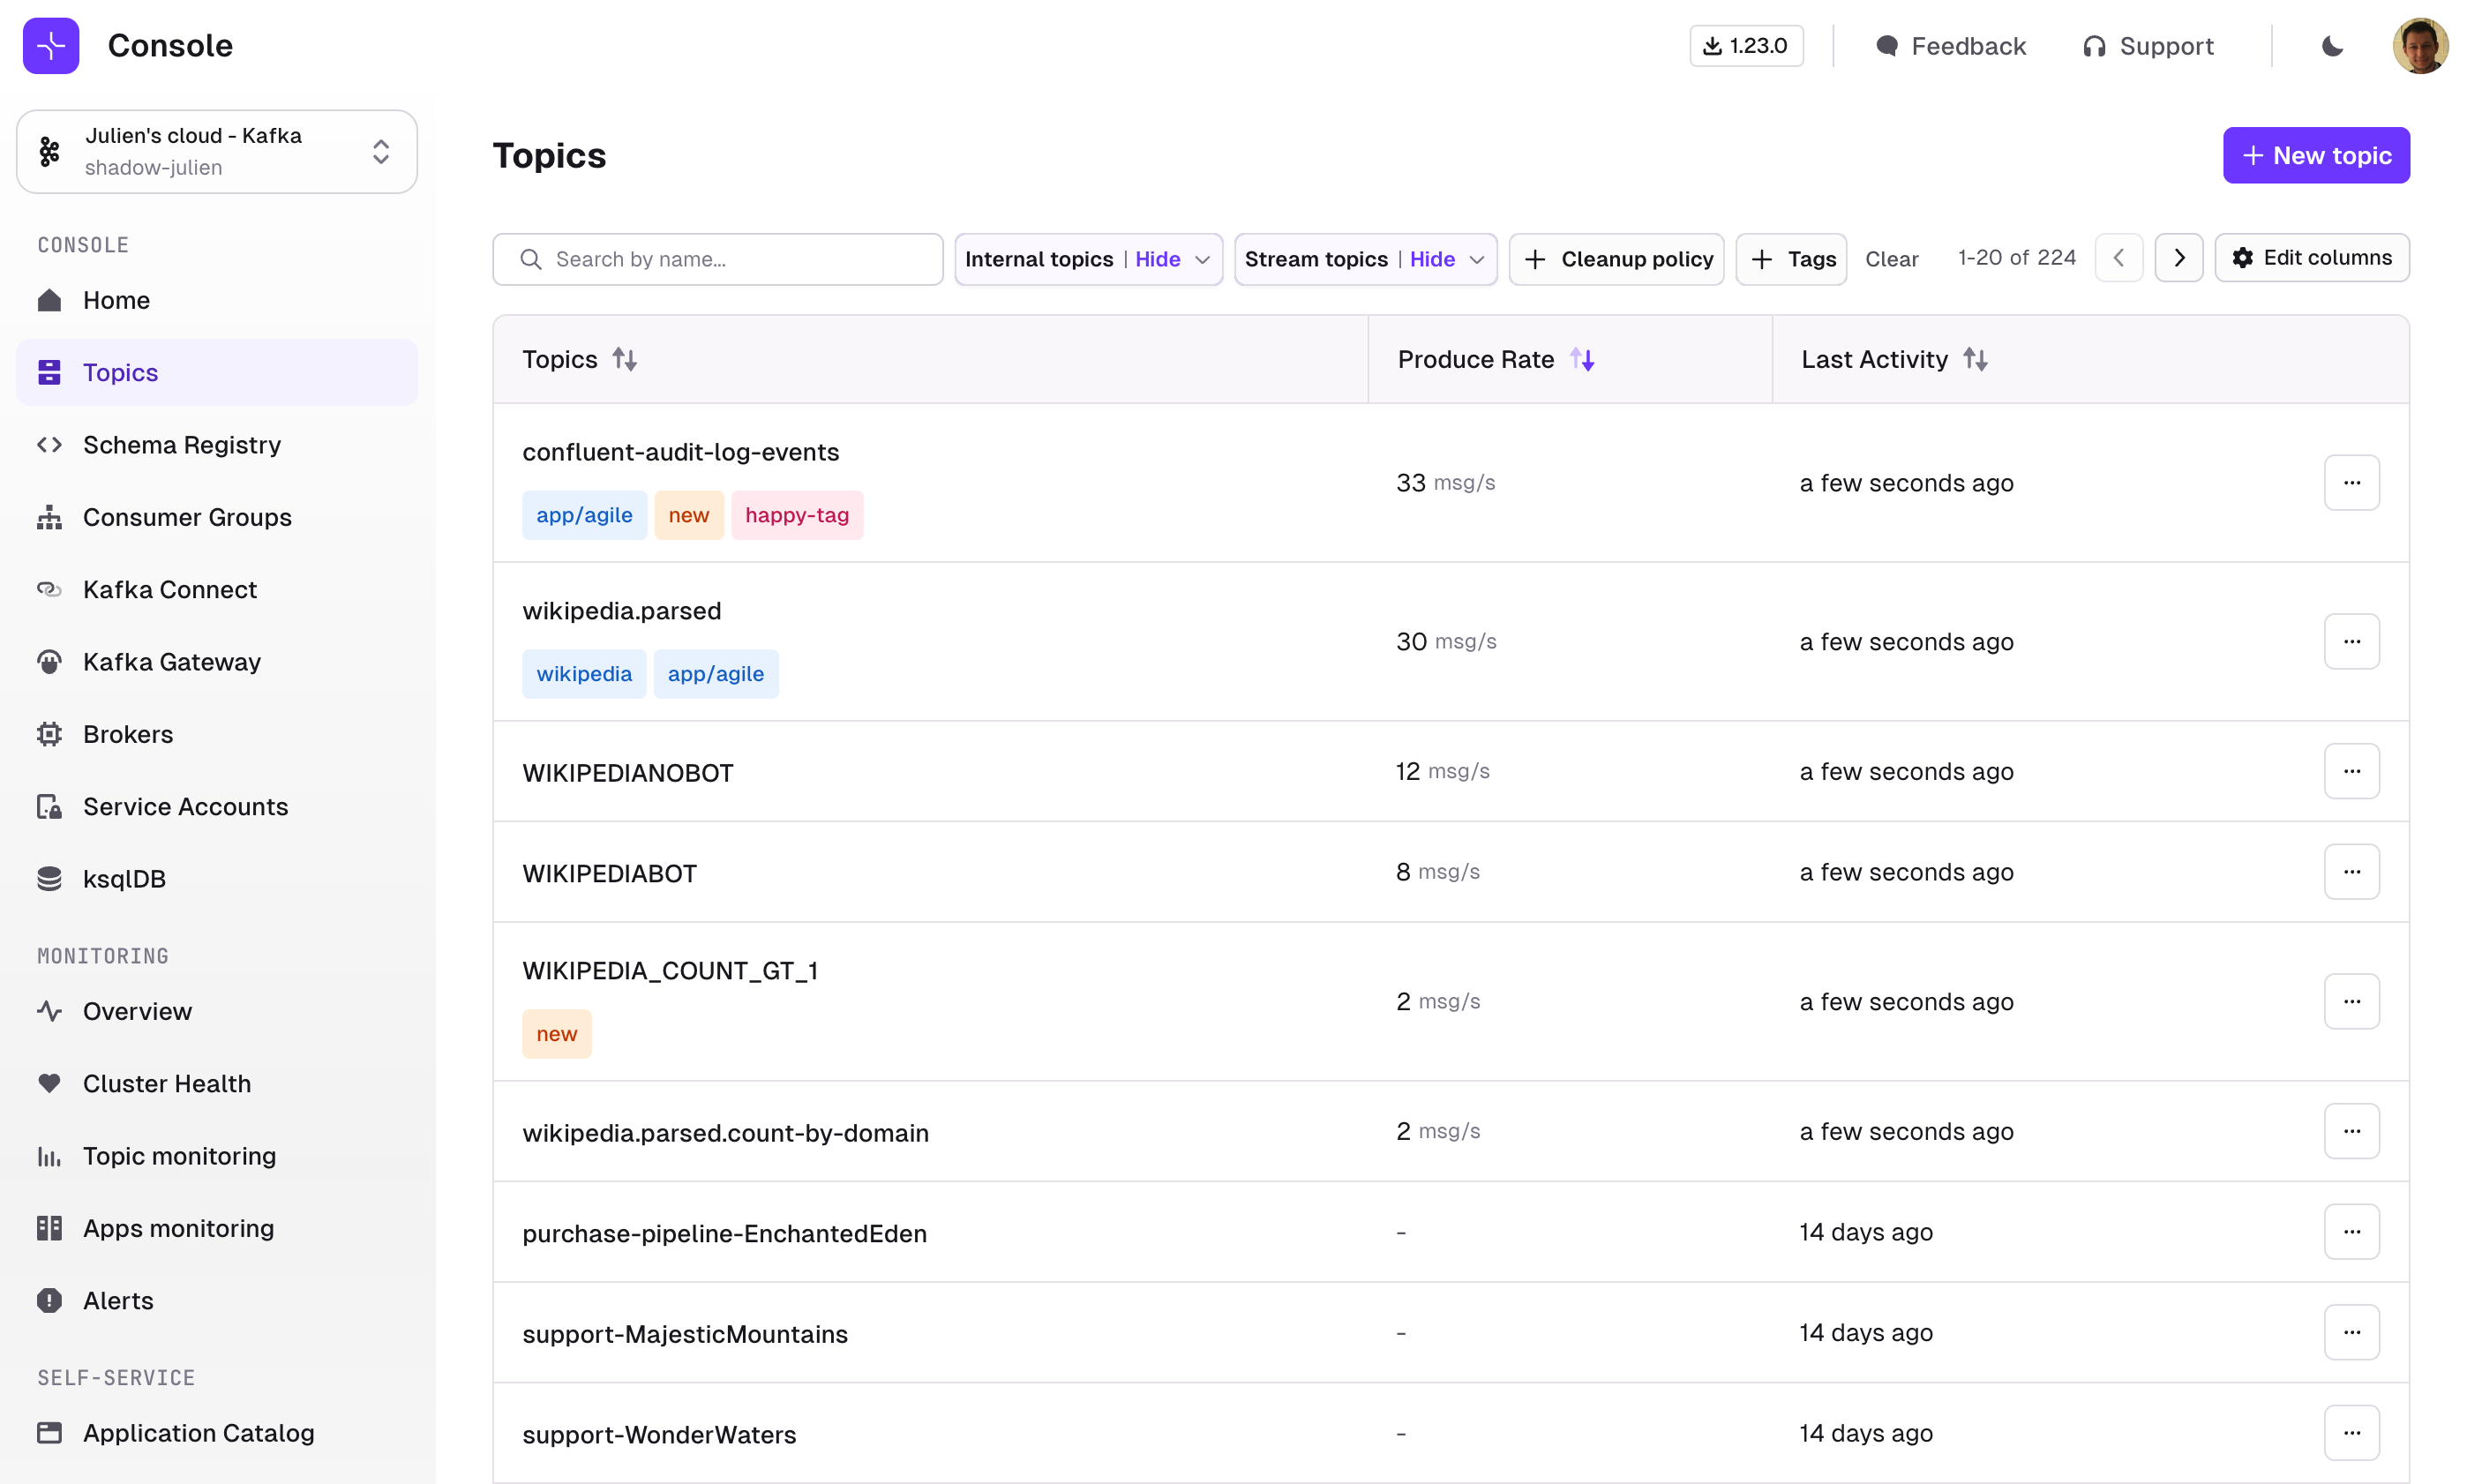 Console
1.23.0
Feedback
Support
Julien's cloud - Kafka
shadow-julien
CONSOLE
Home
Topics
Schema Registry
Consumer Groups
Kafka Connect
Kafka Gateway
Brokers
Service Accounts
ksqlDB
MONITORING
Overview
Cluster Health
Topic monitoring
Apps monitoring
Alerts
SELF-SERVICE
Application Catalog
Topics
+ New topic
Search by name...
Internal topics | Hide
Stream topics | Hide
+ Cleanup policy
+ Tags
Clear
1-20 of 224
Edit columns
Topics
Produce Rate
Last Activity
confluent-audit-log-events
app/agile new happy-tag
33 msg/s
a few seconds ago
wikipedia.parsed
wikipedia app/agile
30 msg/s
a few seconds ago
WIKIPEDIANOBOT
12 msg/s
a few seconds ago
WIKIPEDIABOT
8 msg/s
a few seconds ago
WIKIPEDIA_COUNT_GT_1
new
2 msg/s
a few seconds ago
wikipedia.parsed.count-by-domain
2 msg/s
a few seconds ago
purchase-pipeline-EnchantedEden
-
14 days ago
support-MajesticMountains
-
14 days ago
support-WonderWaters
-
14 days ago